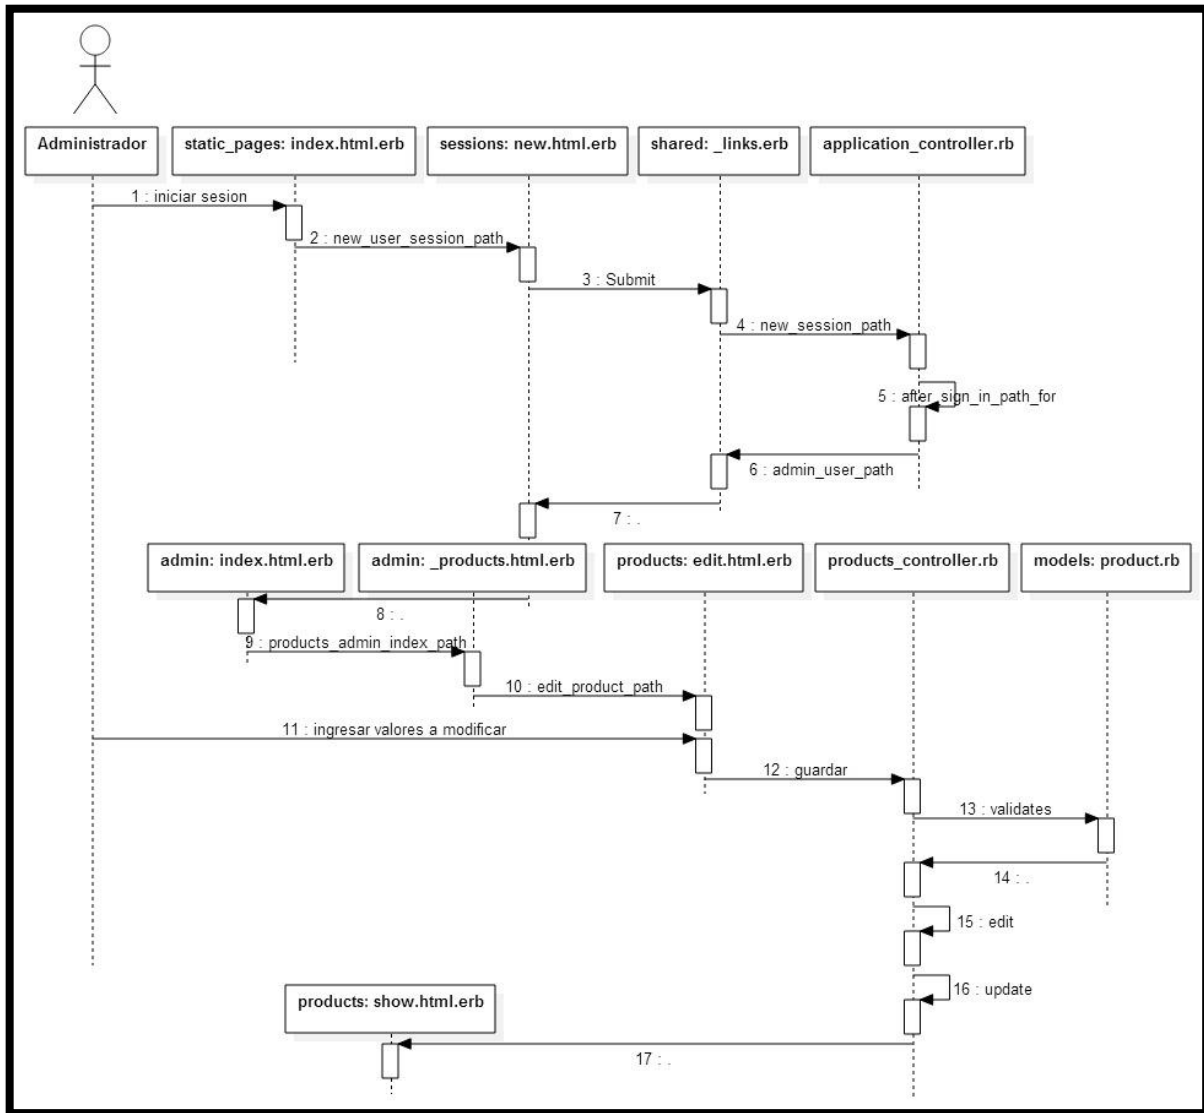 Administrador
static_pages: index.html.erb
sessions: new.html.erb
shared: _links.erb
application_controller.rb
1 : iniciar sesion
2 : new_user_session_path
3 : Submit
4 : new_session_path
5 : after_sign_in_path_for
6 : admin_user_path
7 : .
admin: index.html.erb
admin: _products.html.erb
products: edit.html.erb
products_controller.rb
models: product.rb
8 : .
9 : products_admin_index_path
10 : edit_product_path
11 : ingresar valores a modificar
12 : guardar
13 : validates
14 : .
15 : edit
16 : update
products: show.html.erb
17 : .